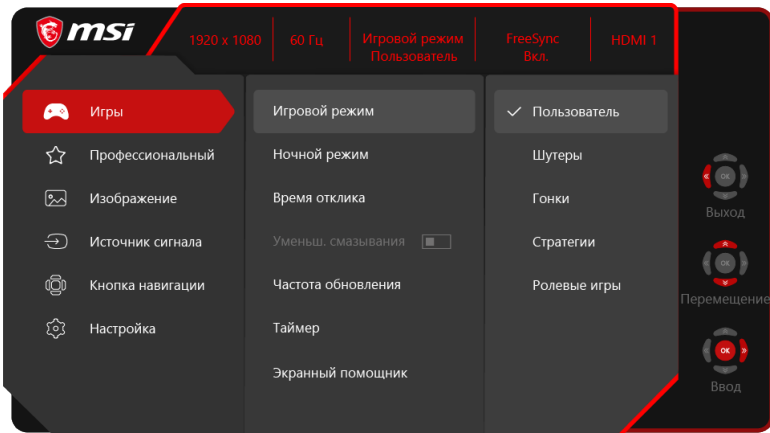 msi
1920 x 1080
60 Гц
Игровой режим
Пользователь
FreeSync
Вкл.
HDMI 1
Игры
Профессиональный
Изображение
Источник сигнала
Кнопка навигации
Настройка
Игровой режим
Ночной режим
Время отклика
Уменьш. смазывания
Частота обновления
Таймер
Экранный помощник
Пользователь
Шутеры
Гонки
Стратегии
Ролевые игры
OK
Выход
OK
Перемещение
OK
Ввод